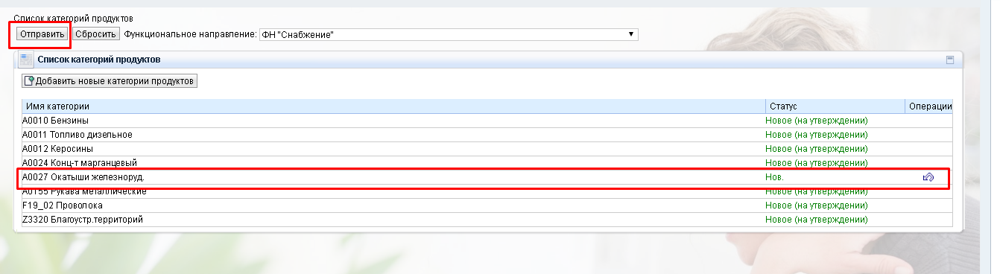 Список категорий продуктов
Отправить Сбросить Функциональное направление: ФН "Снабжение"
Список категорий продуктов
Добавить новые категории продуктов
Имя категории Статус Операции
A0010 Бензины Новое (на утверждении)
A0011 Топливо дизельное Новое (на утверждении)
A0012 Керосины Новое (на утверждении)
A0024 Конц-т марганцевый Новое (на утверждении)
A0027 Окатыши железноруд. Нов.
A0155 Рукава металлические Новое (на утверждении)
F19_02 Проволока Новое (на утверждении)
Z3320 Благоустр.территорий Новое (на утверждении)